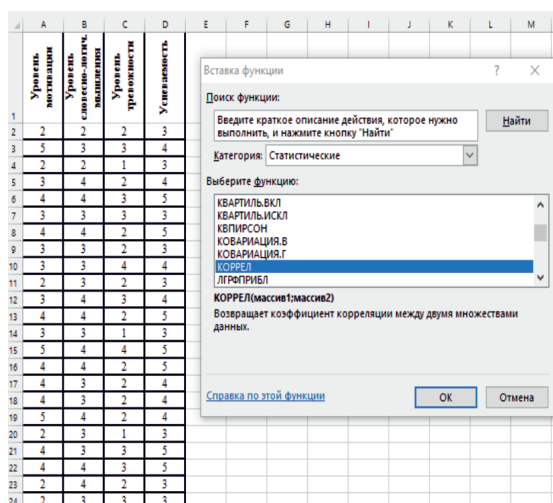 A B C D E F G H I J K L M
1 Уровень мотивации Уровень словесно-логич. мышления Уровень тревожности Успеваемость
2 2 2 2 3
3 5 3 3 4
4 2 2 1 3
5 3 4 2 4
6 4 4 3 5
7 3 3 3 3
8 4 4 2 5
9 3 3 2 3
10 3 3 4 4
11 2 3 2 3
12 3 4 3 4
13 4 4 2 5
14 3 3 1 3
15 5 4 4 5
16 4 4 2 5
17 4 3 2 4
18 4 3 2 4
19 5 4 2 4
20 2 3 1 3
21 4 3 3 5
22 4 4 3 5
23 2 4 2 3
24 2 3 3 3
Вставка функции ? ×
Поиск функции:
Введите краткое описание действия, которое нужно
выполнить, и нажмите кнопку "Найти"
Найти
Категория: Статистические
Выберите функцию:
КВАРТИЛЬ.ВКЛ
КВАРТИЛЬ.ИСКЛ
КВПИРСОН
КОВАРИАЦИЯ.В
КОВАРИАЦИЯ.Г
КОРРЕЛ
ЛГРФПРИБЛ
КОРРЕЛ(массив1;массив2)
Возвращает коэффициент корреляции между двумя множествами
данных.
Справка по этой функции
ОК Отмена